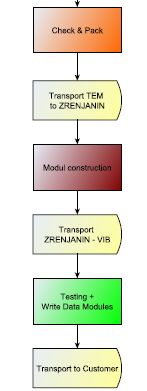 Check & Pack
Transport TEM
to ZRENJANIN
Modul construction
Transport
ZRENJANIN - VIB
Testing +
Write Data Modules
Transport to Customer